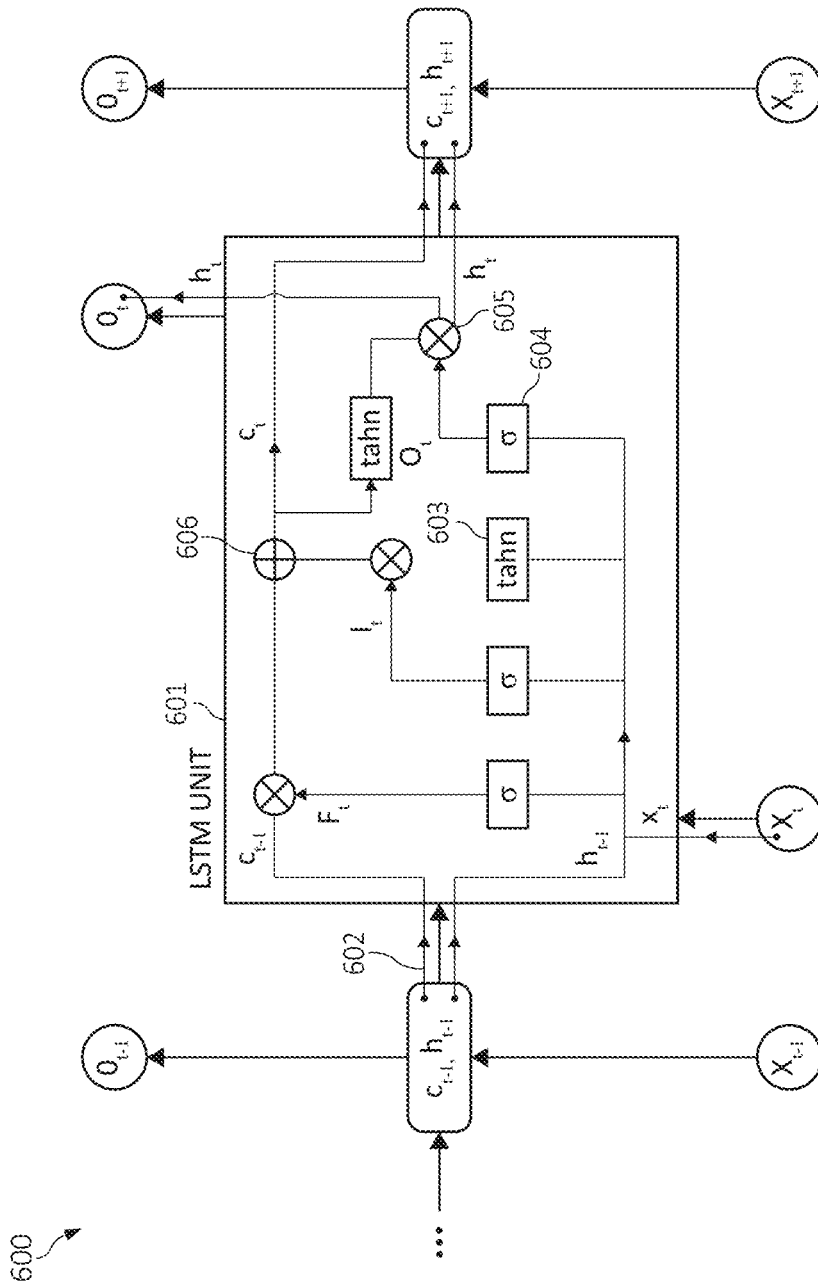 600
...
O_{t-1}
c_{t-1}, h_{t-1}
X_{t-1}
602
LSTM UNIT
601
c_{t-1}
F_t
h_{t-1}
σ
x_t
X_t
I_t
σ
606
603
tahn
c_t
tahn
O_t
604
σ
605
h_t
O_t
h_t
O_{t+1}
c_{t+1}, h_{t+1}
X_{t+1}